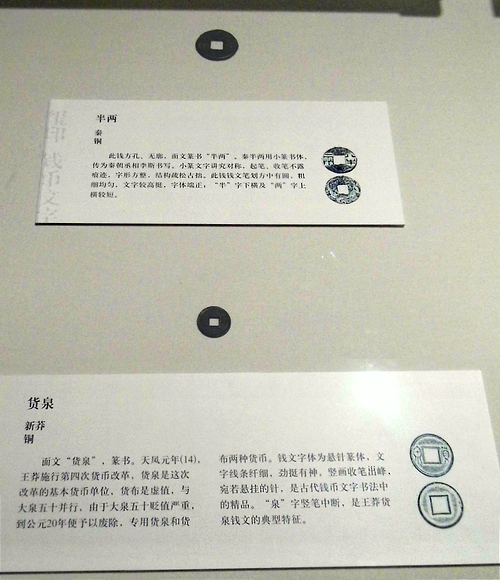 半两
秦
铜
此钱方孔、无廓，面文篆书“半两”。秦半两用小篆书体，
传为秦朝丞相李斯书写。小篆文字讲究对称，起笔、收笔不露
痕迹，字形方整，结构疏松古拙。此钱钱文笔划方中有圆、粗
细均匀，文字较高挺，字体端正；“半”字下横及“两”字上
横较短。
玺印 钱币文字
货泉
新莽
铜
面文“货泉”，篆书。天凤元年(14)，
王莽施行第四次货币改革，货泉是这次
改革的基本货币单位，货布是虚值，与
大泉五十并行，由于大泉五十贬值严重，
到公元20年便予以废除，专用货泉和货
布两种货币。钱文字体为悬针篆体，文
字线条纤细，劲挺有神，竖画收笔出峰，
宛若悬挂的针，是古代钱币文字书法中
的精品。“泉”字竖笔中断，是王莽货
泉钱文的典型特征。